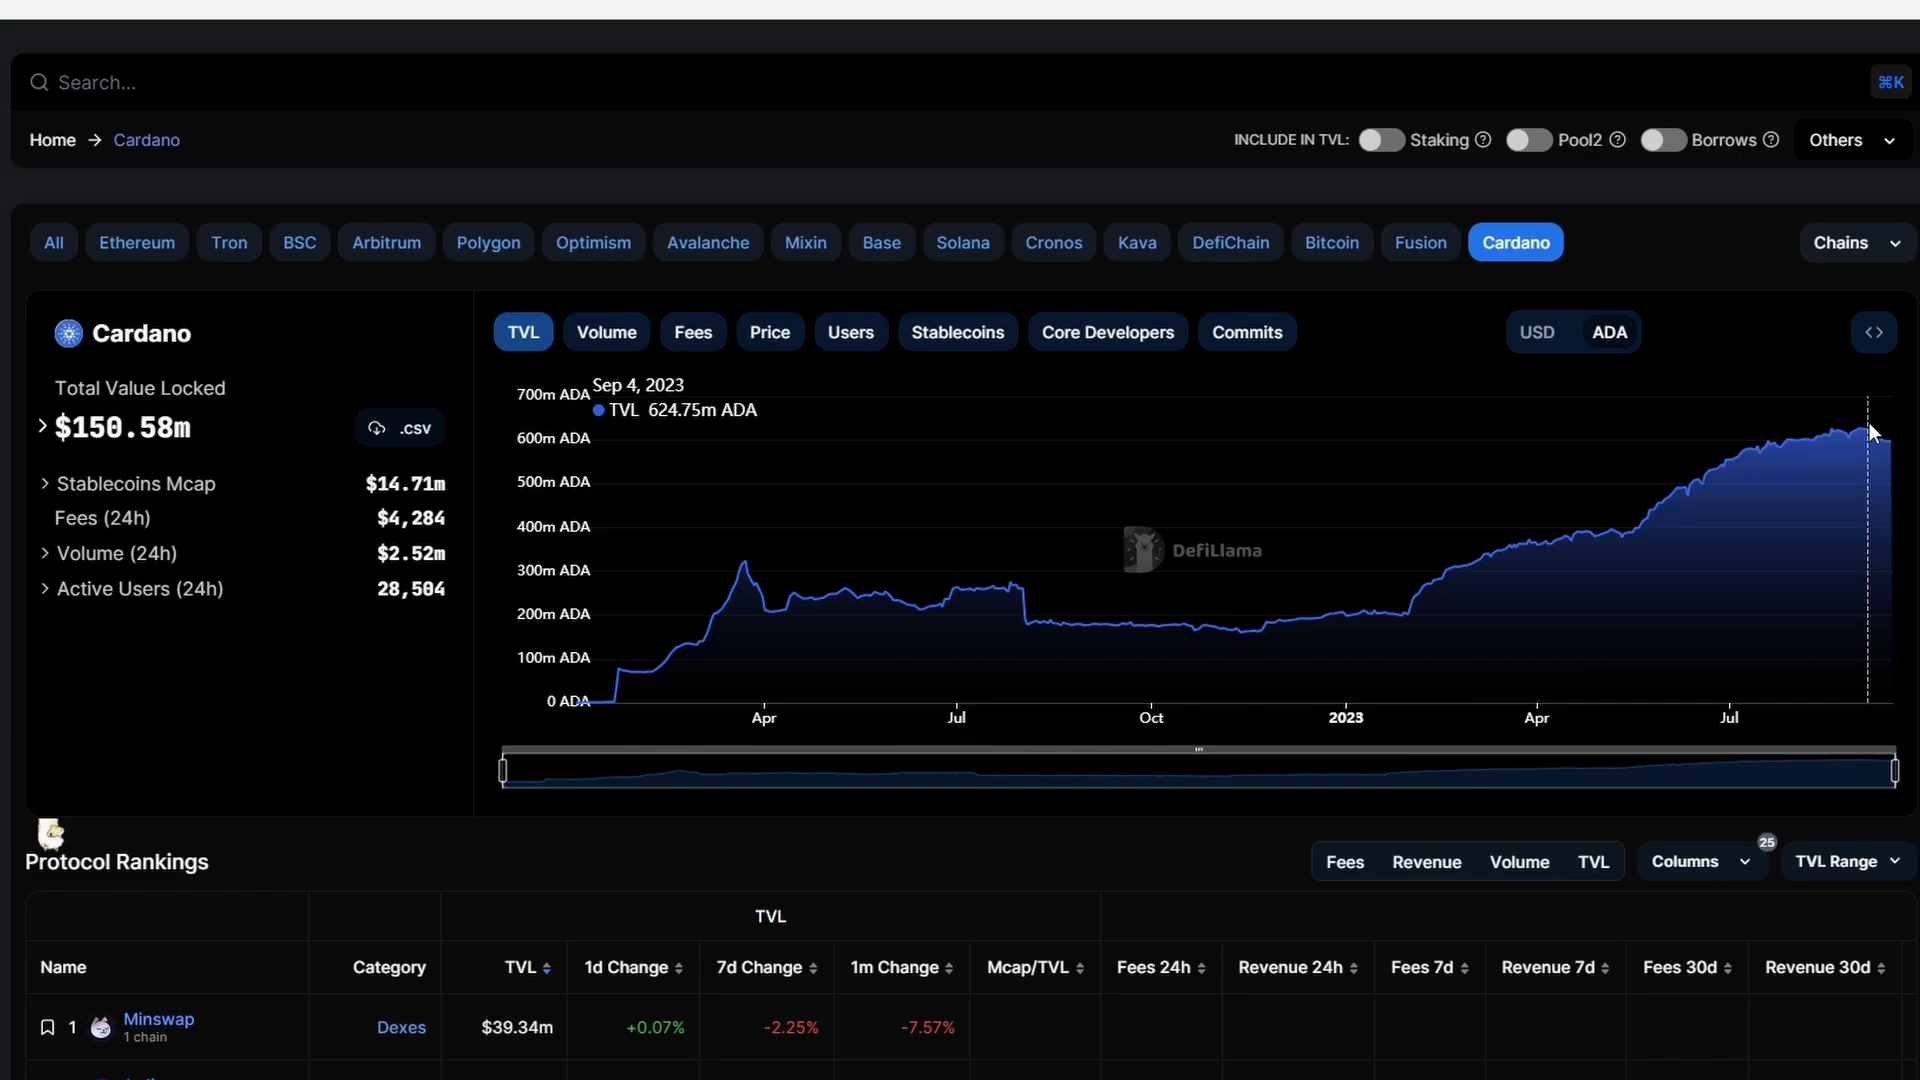 Search...
⌘K
Home → Cardano
INCLUDE IN TVL: Staking Pool2 Borrows Others
All Ethereum Tron BSC Arbitrum Polygon Optimism Avalanche Mixin Base Solana Cronos Kava DefiChain Bitcoin Fusion Cardano Chains
Cardano
TVL Volume Fees Price Users Stablecoins Core Developers Commits USD ADA <>
Total Value Locked
$150.58m
.csv
Stablecoins Mcap $14.71m
Fees (24h) $4,284
Volume (24h) $2.52m
Active Users (24h) 28,504
Sep 4, 2023
TVL 624.75m ADA
700m ADA
600m ADA
500m ADA
400m ADA
300m ADA
200m ADA
100m ADA
0 ADA
DefiLlama
Apr Jul Oct 2023 Apr Jul
Protocol Rankings
Fees Revenue Volume TVL Columns 25 TVL Range
TVL
Name Category TVL 1d Change 7d Change 1m Change Mcap/TVL Fees 24h Revenue 24h Fees 7d Revenue 7d Fees 30d Revenue 30d
1 Minswap Dexes $39.34m +0.07% -2.25% -7.57%
1 chain